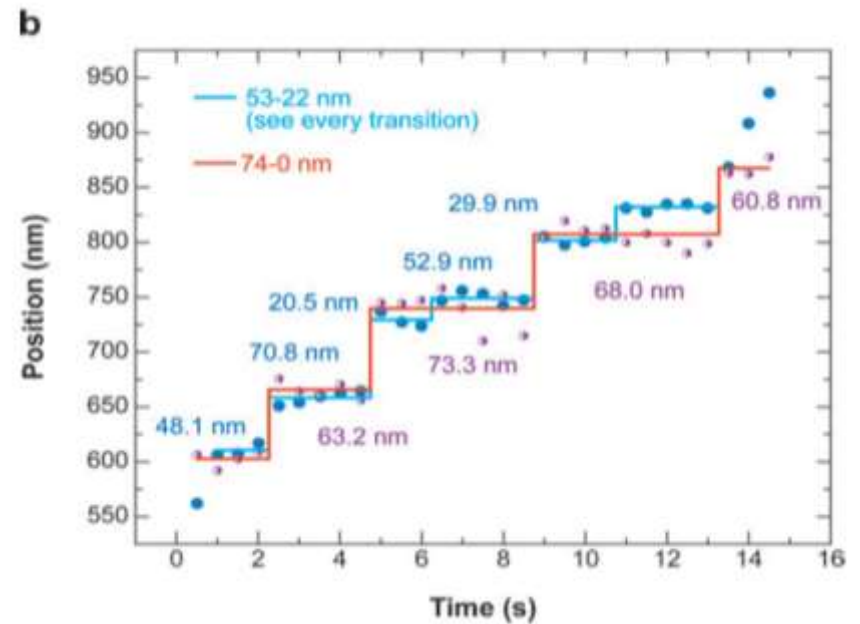 b
950
900
850
800
750
700
650
600
550
Position (nm)
53-22 nm
(see every transition)
74-0 nm
48.1 nm
70.8 nm
20.5 nm
52.9 nm
29.9 nm
63.2 nm
73.3 nm
68.0 nm
60.8 nm
0 2 4 6 8 10 12 14 16
Time (s)